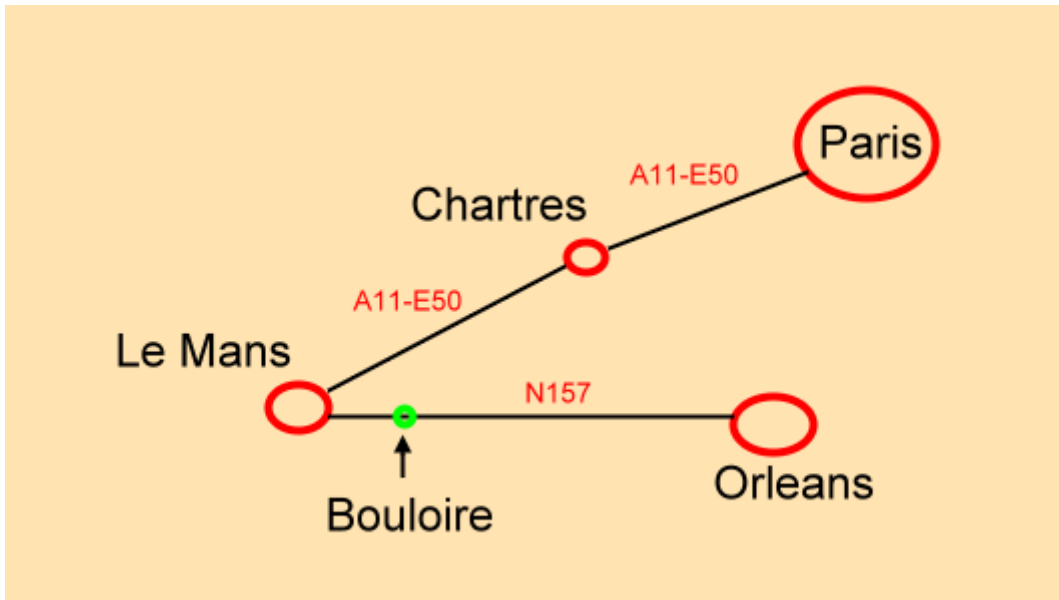 Paris
A11-E50
Chartres
A11-E50
Le Mans
N157
Bouloire
Orleans